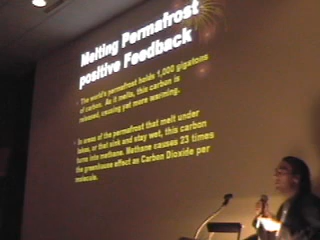 Melting Permafrost
positive Feedback
The world's permafrost holds 1,000 gigatons
of carbon. As it melts, this carbon is
released, causing yet more warming.
In areas of the permafrost that melt under
lakes, or that sink and stay wet, this carbon
turns into methane. Methane causes 23 times
the greenhouse effect as Carbon Dioxide per
molecule.